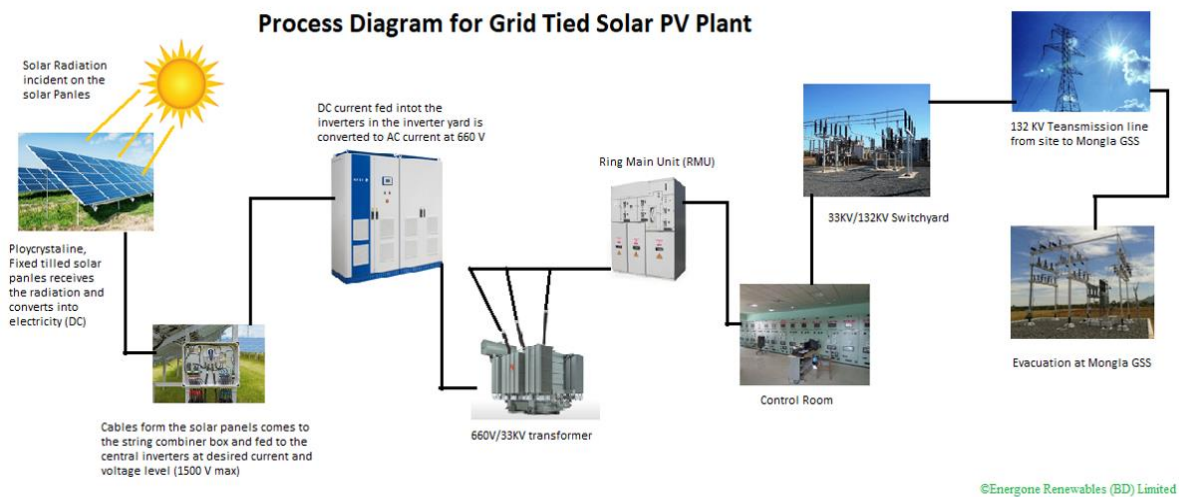 Process Diagram for Grid Tied Solar PV Plant
Solar Radiation
incident on the
solar Panles
Ploycrystaline,
Fixed tilled solar
panles receives
the radiation and
converts into
electricity (DC)
Cables form the solar panels comes to
the string combiner box and fed to the
central inverters at desired current and
voltage level (1500 V max)
DC current fed intot the
inverters in the inverter yard is
converted to AC current at 660 V
660V/33KV transformer
Ring Main Unit (RMU)
Control Room
33KV/132KV Switchyard
132 KV Teansmission line
from site to Mongla GSS
Evacuation at Mongla GSS
©Energone Renewables (BD) Limited